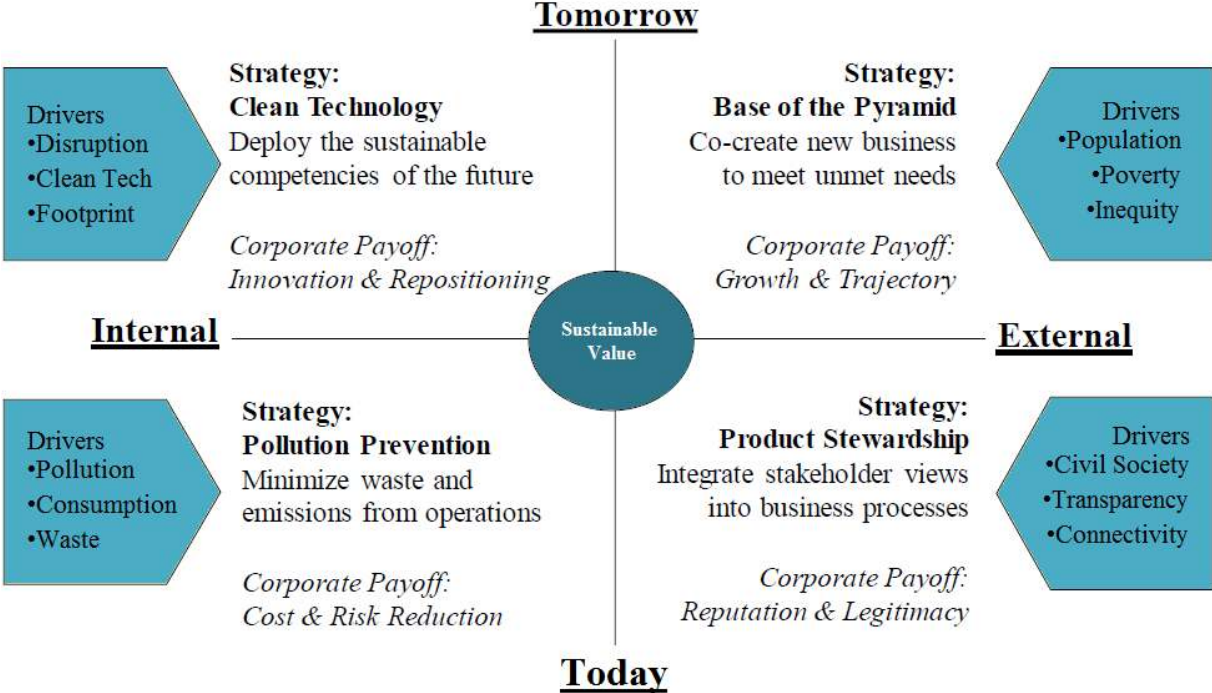 Tomorrow
Drivers
•Disruption
•Clean Tech
•Footprint
Strategy:
Clean Technology
Deploy the sustainable
competencies of the future
Corporate Payoff:
Innovation & Repositioning
Strategy:
Base of the Pyramid
Co-create new business
to meet unmet needs
Corporate Payoff:
Growth & Trajectory
Drivers
•Population
•Poverty
•Inequity
Internal
Sustainable
Value
External
Drivers
•Pollution
•Consumption
•Waste
Strategy:
Pollution Prevention
Minimize waste and
emissions from operations
Corporate Payoff:
Cost & Risk Reduction
Strategy:
Product Stewardship
Integrate stakeholder views
into business processes
Corporate Payoff:
Reputation & Legitimacy
Drivers
•Civil Society
•Transparency
•Connectivity
Today